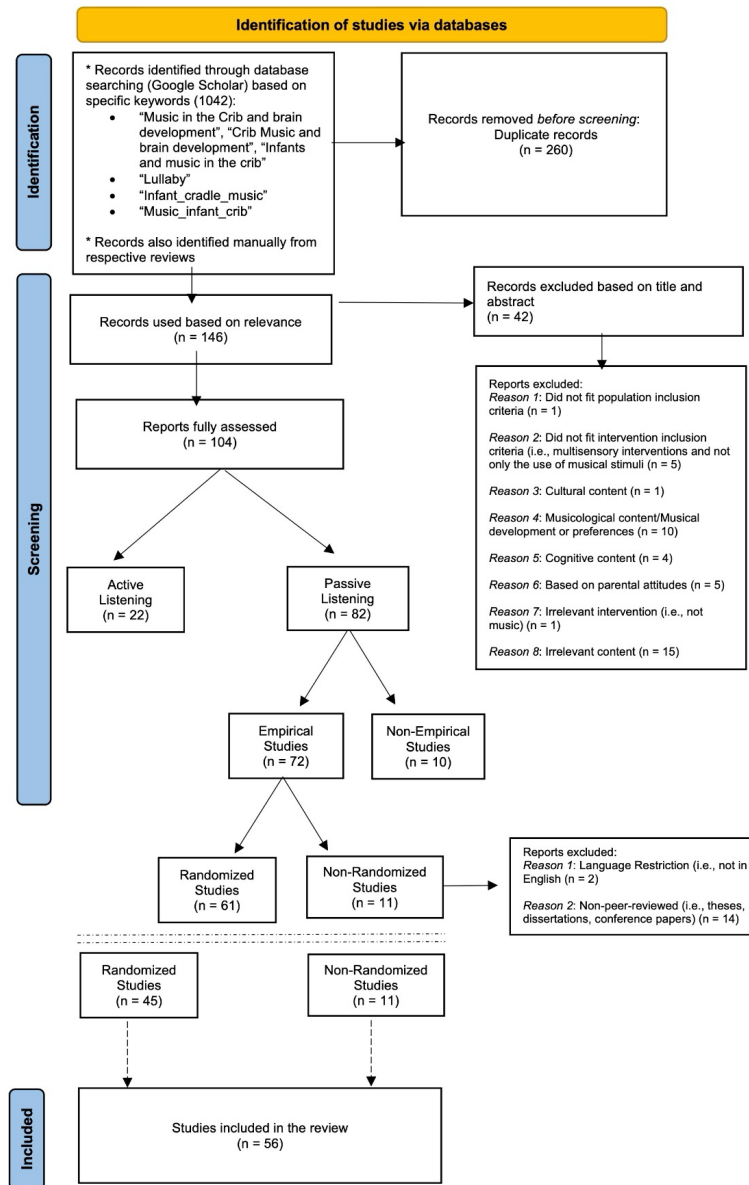 Identification of studies via databases
Identification
* Records identified through database
searching (Google Scholar) based on
specific keywords (1042):
• “Music in the Crib and brain
development”, “Crib Music and
brain development”, “Infants
and music in the crib”
• “Lullaby”
• “Infant_cradle_music”
• “Music_infant_crib”
* Records also identified manually from
respective reviews
Records removed before screening:
Duplicate records
(n = 260)
Screening
Records used based on relevance
(n = 146)
Records excluded based on title and
abstract
(n = 42)
Reports fully assessed
(n = 104)
Reports excluded:
Reason 1: Did not fit population inclusion
criteria (n = 1)
Reason 2: Did not fit intervention inclusion
criteria (i.e., multisensory interventions and not
only the use of musical stimuli (n = 5)
Reason 3: Cultural content (n = 1)
Reason 4: Musicological content/Musical
development or preferences (n = 10)
Reason 5: Cognitive content (n = 4)
Reason 6: Based on parental attitudes (n = 5)
Reason 7: Irrelevant intervention (i.e., not
music) (n = 1)
Reason 8: Irrelevant content (n = 15)
Active
Listening
(n = 22)
Passive
Listening
(n = 82)
Empirical
Studies
(n = 72)
Non-Empirical
Studies
(n = 10)
Randomized
Studies
(n = 61)
Non-Randomized
Studies
(n = 11)
Reports excluded:
Reason 1: Language Restriction (i.e., not in
English (n = 2)
Reason 2: Non-peer-reviewed (i.e., theses,
dissertations, conference papers) (n = 14)
Randomized
Studies
(n = 45)
Non-Randomized
Studies
(n = 11)
Included
Studies included in the review
(n = 56)